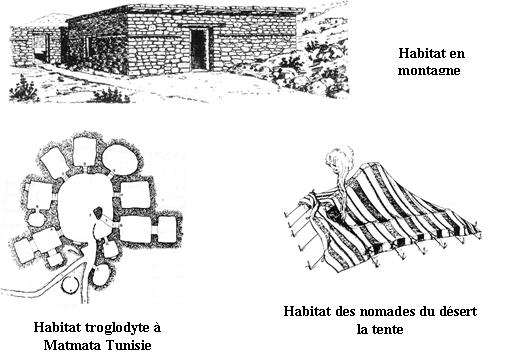 Habitat en
montagne
Habitat des nomades du désert
la tente
Habitat troglodyte à
Matmata Tunisie